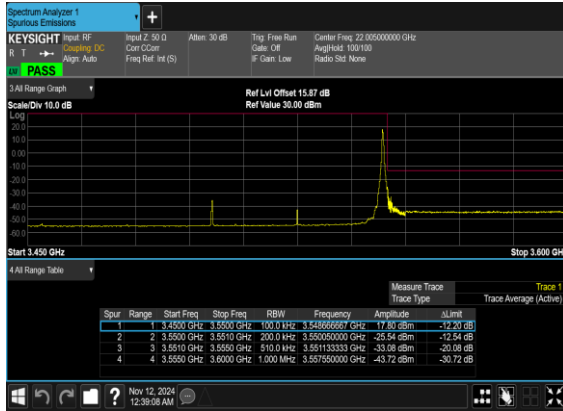 Spectrum Analyzer 1
Spurious Emissions
KEYSIGHT Input: RF Input Z: 50 Ω Atten: 30 dB Trig: Free Run Center Freq: 22.005000000 GHz
R T Coupling: DC Corr CCorr Gate: Off Avg|Hold: 100/100
Align: Auto Freq Ref: Int (S) IF Gain: Low Radio Std: None
PASS
3 All Range Graph Ref Lvl Offset 15.87 dB
Scale/Div 10.0 dB Ref Value 30.00 dBm
Log
20.0
10.0
0.00
-10.0
-20.0
-30.0
-40.0
-50.0
-60.0
Start 3.450 GHz Stop 3.600 GH
4 All Range Table
Measure Trace Trace 1
Trace Type Trace Average (Active)
Spur Range Start Freq Stop Freq RBW Frequency Amplitude ΔLimit
1 1 3.4500 GHz 3.5500 GHz 100.0 kHz 3.548666667 GHz 17.80 dBm -12.20 dB
2 2 3.5500 GHz 3.5510 GHz 200.0 kHz 3.550050000 GHz -25.54 dBm -12.54 dB
3 3 3.5510 GHz 3.5550 GHz 510.0 kHz 3.551133333 GHz -33.08 dBm -20.08 dB
4 4 3.5550 GHz 3.6000 GHz 1.000 MHz 3.557550000 GHz -43.72 dBm -30.72 dB
Nov 12, 2024
12:39:08 AM